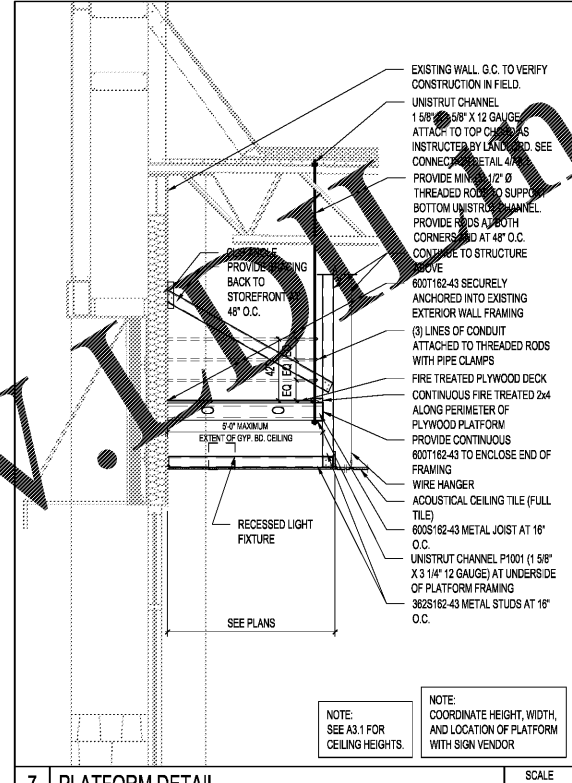 EXISTING WALL. G.C. TO VERIFY
CONSTRUCTION IN FIELD.
UNISTRUT CHANNEL
1 5/8" X 5/8" X 12 GAUGE
ATTACH TO TOP AS
INSTRUCTED BY LANDLORD. SEE
CONNECTION DETAIL
PROVIDE MIN. 1/2" Ø
THREADED RODS TO SUPPORT
BOTTOM UNISTRUT CHANNEL.
PROVIDE RODS AT BOTH
CORNERS AND AT 48" O.C.
CONTINUE TO STRUCTURE
ABOVE
ANGLE
PROVIDE BRACING
BACK TO
STOREFRONT AT
48" O.C.
600T162-43 SECURELY
ANCHORED INTO EXISTING
EXTERIOR WALL FRAMING
(3) LINES OF CONDUIT
ATTACHED TO THREADED RODS
WITH PIPE CLAMPS
42"
EQ
EQ
EQ
FIRE TREATED PLYWOOD DECK
CONTINUOUS FIRE TREATED 2x4
ALONG PERIMETER OF
PLYWOOD PLATFORM
PROVIDE CONTINUOUS
600T162-43 TO ENCLOSE END OF
FRAMING
WIRE HANGER
ACOUSTICAL CEILING TILE (FULL
TILE)
600S162-43 METAL JOIST AT 16"
O.C.
UNISTRUT CHANNEL P1001 (1 5/8"
X 3 1/4" 12 GAUGE) AT UNDERSIDE
OF PLATFORM FRAMING
362S162-43 METAL STUDS AT 16"
O.C.
5'-0" MAXIMUM
EXTENT OF GYP. BD. CEILING
RECESSED LIGHT
FIXTURE
SEE PLANS
NOTE:
SEE A3.1 FOR
CEILING HEIGHTS.
NOTE:
COORDINATE HEIGHT, WIDTH,
AND LOCATION OF PLATFORM
WITH SIGN VENDOR
7 PLATFORM DETAIL
SCALE